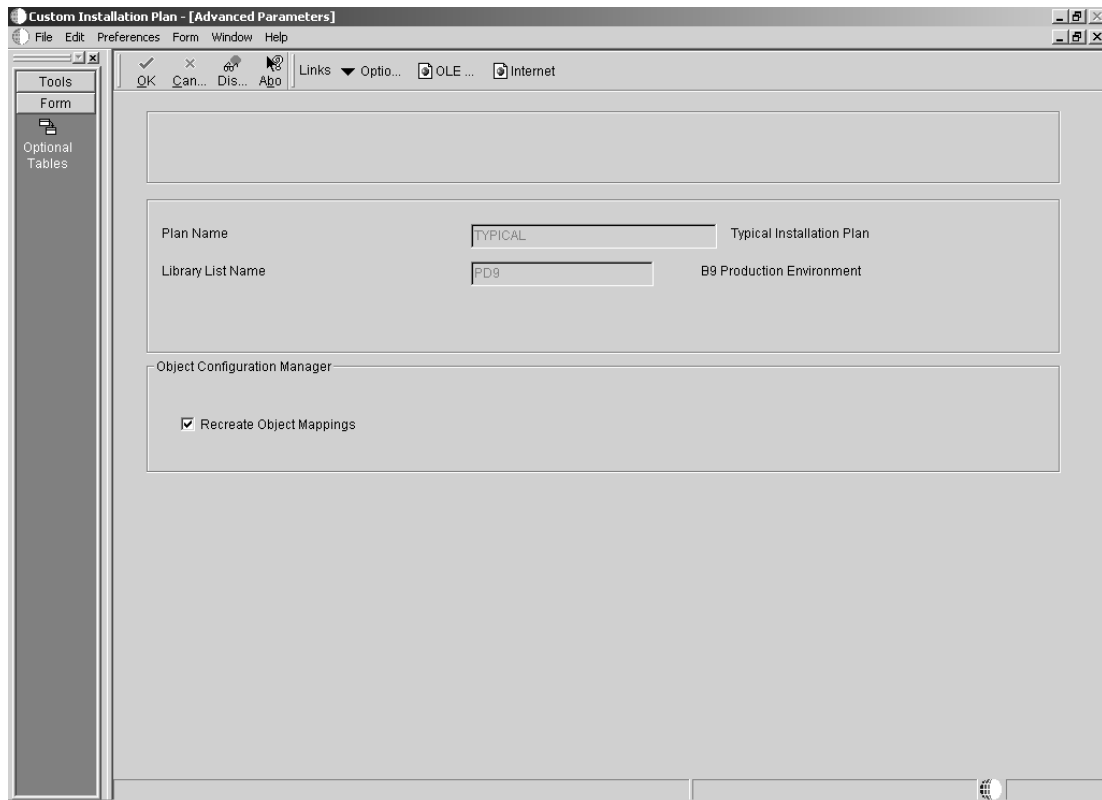 Custom Installation Plan - [Advanced Parameters]
File Edit Preferences Form Window Help
OK Can... Dis... Abo Links Optio... OLE ... Internet
Tools
Form
Optional
Tables
Plan Name TYPICAL Typical Installation Plan
Library List Name PD9 B9 Production Environment
Object Configuration Manager
Recreate Object Mappings